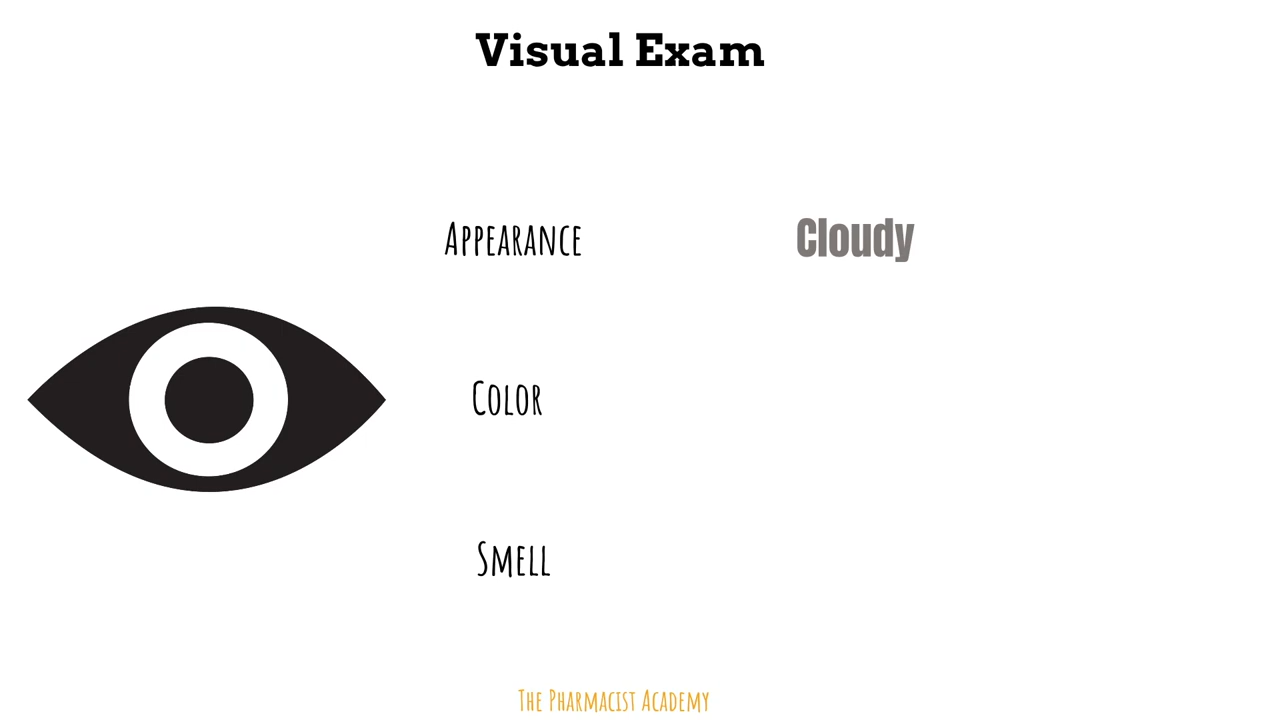 Visual Exam
Appearance
Cloudy
Color
Smell
The Pharmacist Academy